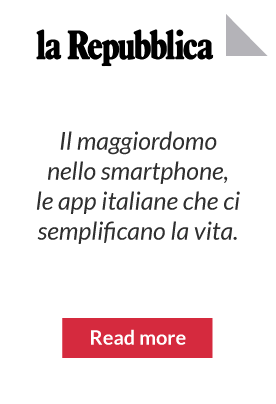 la Repubblica
Il maggiordomo
nello smartphone,
le app italiane che ci
semplificano la vita.
Read more